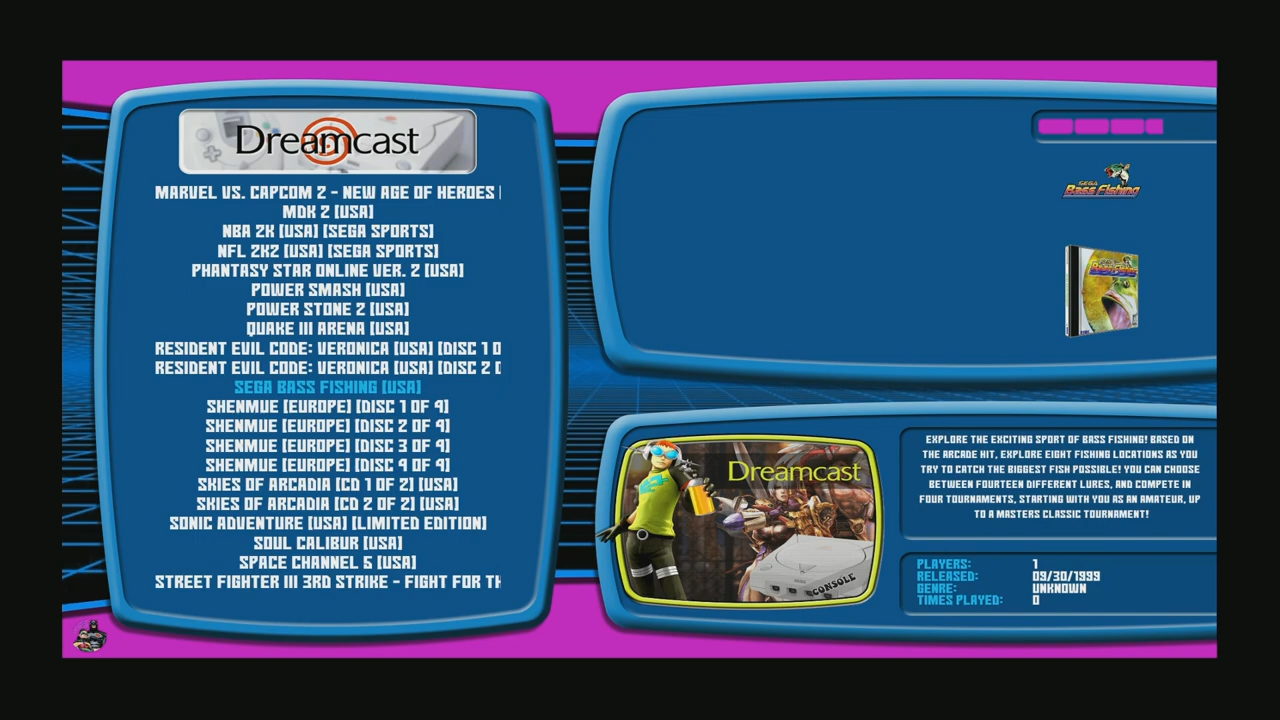 Dreamcast
MARVEL VS. CAPCOM 2 - NEW AGE OF HEROES [
MDK 2 [USA]
NBA 2K [USA] [SEGA SPORTS]
NFL 2K2 [USA] [SEGA SPORTS]
PHANTASY STAR ONLINE VER. 2 [USA]
POWER SMASH [USA]
POWER STONE 2 [USA]
QUAKE III ARENA [USA]
RESIDENT EVIL CODE: VERONICA [USA] [DISC 1 O
RESIDENT EVIL CODE: VERONICA [USA] [DISC 2 O
SEGA BASS FISHING [USA]
SHENMUE [EUROPE] [DISC 1 OF 4]
SHENMUE [EUROPE] [DISC 2 OF 4]
SHENMUE [EUROPE] [DISC 3 OF 4]
SHENMUE [EUROPE] [DISC 4 OF 4]
SKIES OF ARCADIA [CD 1 OF 2] [USA]
SKIES OF ARCADIA [CD 2 OF 2] [USA]
SONIC ADVENTURE [USA] [LIMITED EDITION]
SOUL CALIBUR [USA]
SPACE CHANNEL 5 [USA]
STREET FIGHTER III 3RD STRIKE - FIGHT FOR TH
SEGA
Bass Fishing
Dreamcast
CONSOLE
EXPLORE THE EXCITING SPORT OF BASS FISHING! BASED ON
THE ARCADE HIT, EXPLORE EIGHT FISHING LOCATIONS AS YOU
TRY TO CATCH THE BIGGEST FISH POSSIBLE! YOU CAN CHOOSE
BETWEEN FOURTEEN DIFFERENT LURES, AND COMPETE IN
FOUR TOURNAMENTS, STARTING WITH YOU AS AN AMATEUR, UP
TO A MASTERS CLASSIC TOURNAMENT!
PLAYERS: 1
RELEASED: 09/30/1999
GENRE: UNKNOWN
TIMES PLAYED: 0